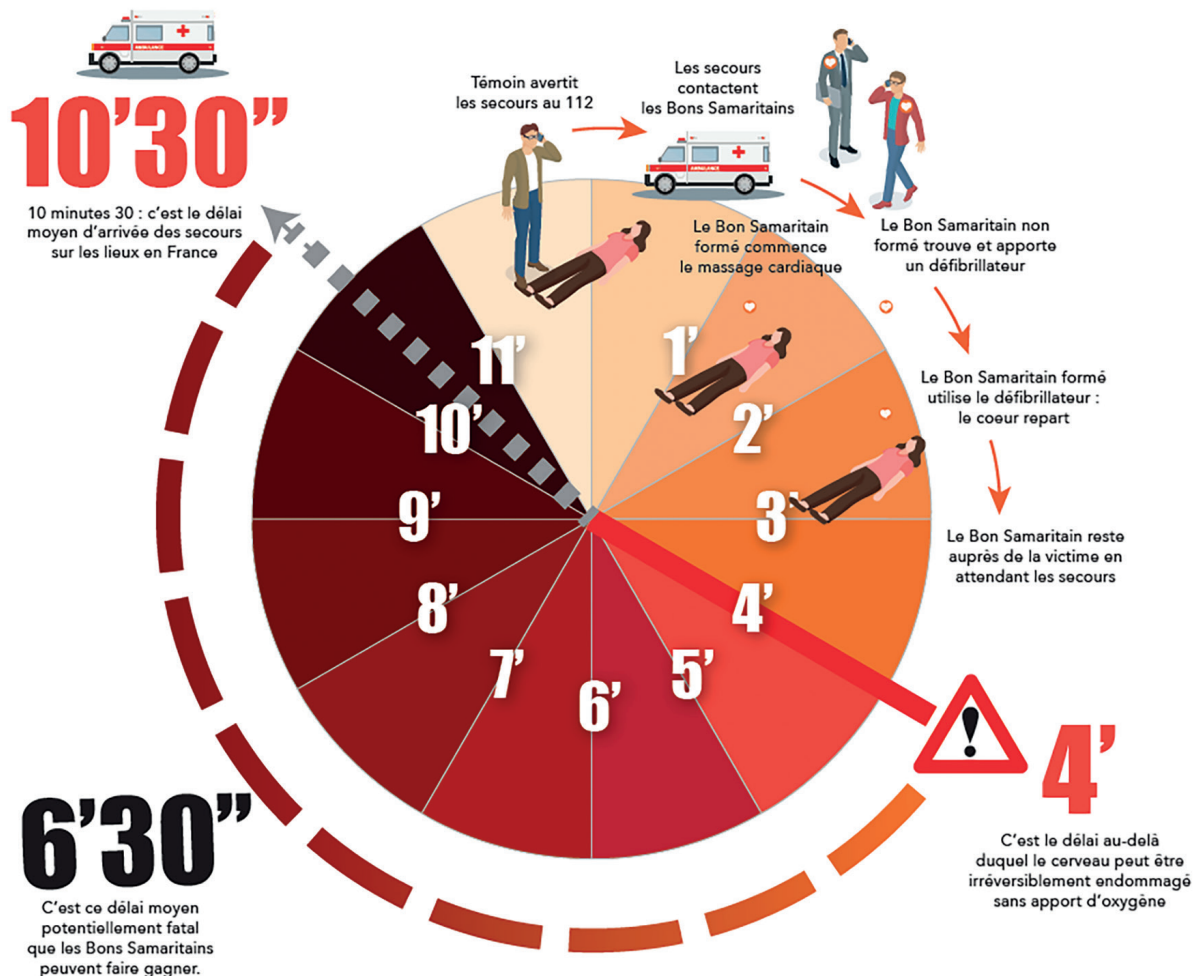 10'30"
10 minutes 30 : c'est le délai
moyen d'arrivée des secours
sur les lieux en France
Témoin avertit
les secours au 112
Les secours
contactent
les Bons Samaritains
AMBULANCE
AMBULANCE
Le Bon Samaritain
formé commence
le massage cardiaque
Le Bon Samaritain non
formé trouve et apporte
un défibrillateur
Le Bon Samaritain formé
utilise le défibrillateur :
le coeur repart
Le Bon Samaritain reste
auprès de la victime en
attendant les secours
1'
2'
3'
4'
5'
6'
7'
8'
9'
10'
11'
4'
C'est le délai au-delà
duquel le cerveau peut être
irréversiblement endommagé
sans apport d'oxygène
6'30"
C'est ce délai moyen
potentiellement fatal
que les Bons Samaritains
peuvent faire gagner.